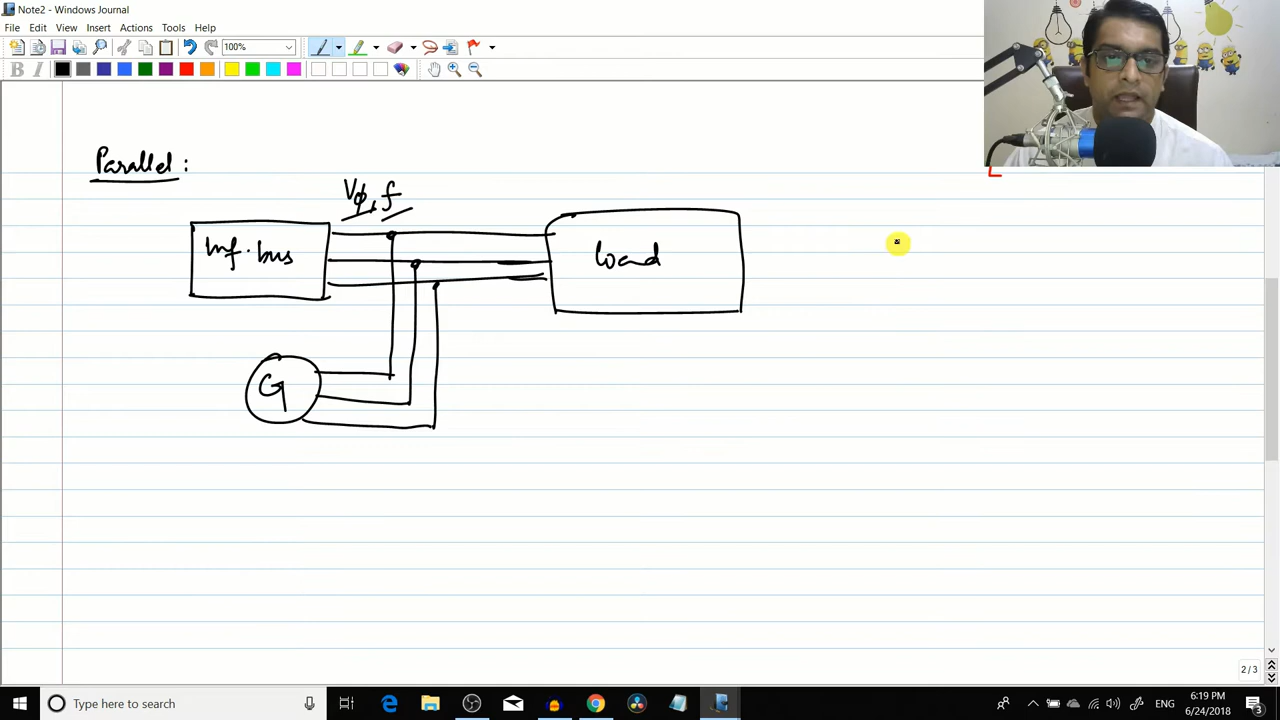 Note2 - Windows Journal
File Edit View Insert Actions Tools Help
100%
B I
Parallel :
Vφ, f
Inf. bus
load
G
2/3
Type here to search
ENG
6:19 PM
6/24/2018
3